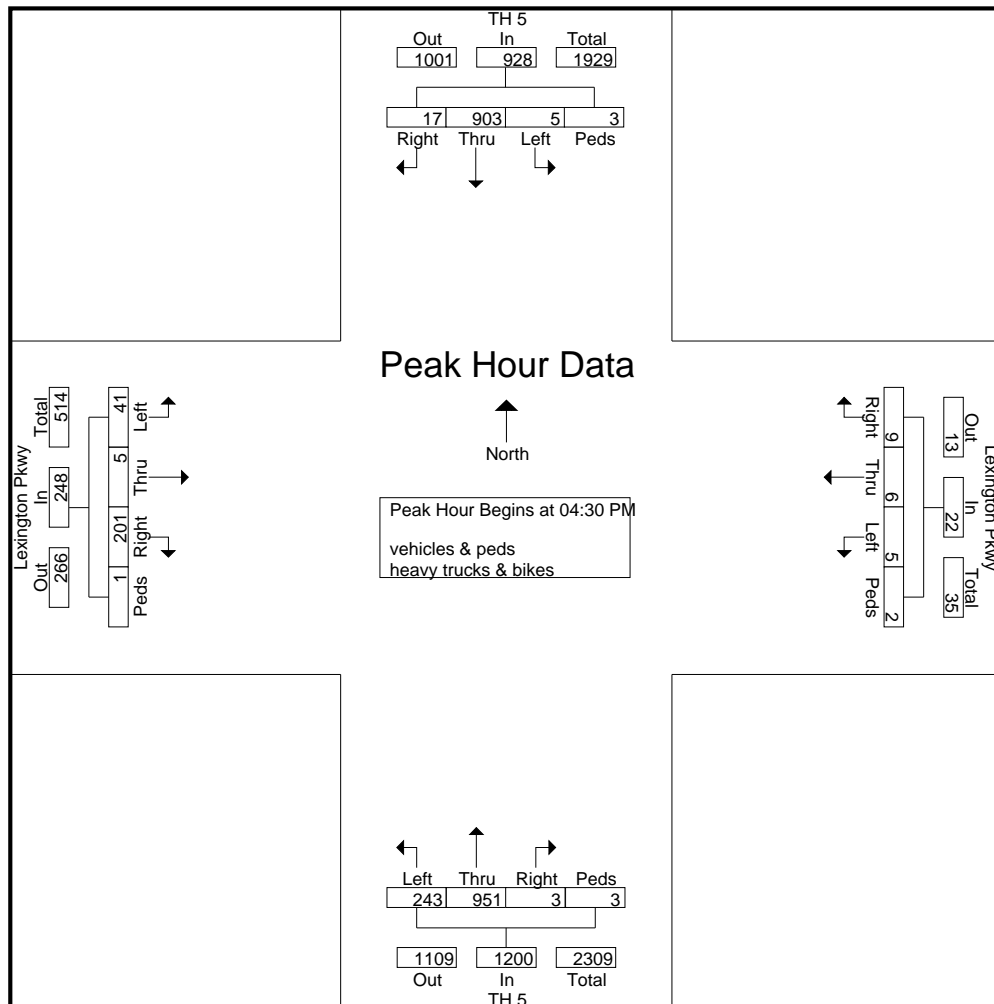 TH 5
Out In Total
1001 928 1929
17 903 5 3
Right Thru Left Peds
Peak Hour Data
North
Peak Hour Begins at 04:30 PM
vehicles & peds
heavy trucks & bikes
Lexington Pkwy
Out In Total
266 248 514
1 201 5 41
Peds Right Thru Left
Lexington Pkwy
Out In Total
13 22 35
9 6 5 2
Right Thru Left Peds
Left Thru Right Peds
243 951 3 3
1109 1200 2309
Out In Total
TH 5